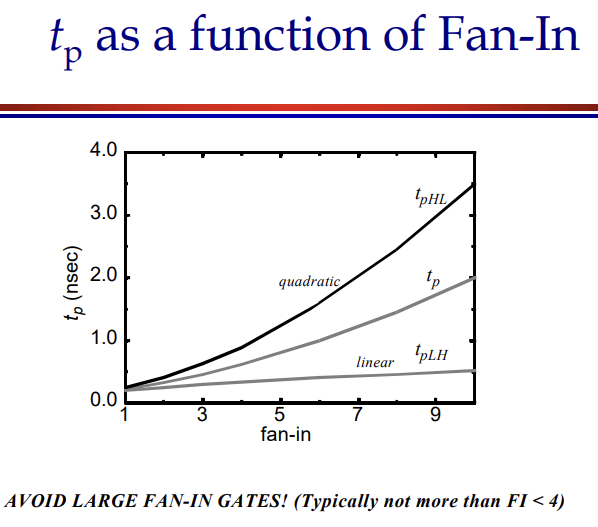 tp as a function of Fan-In
4.0
3.0
2.0
1.0
0.0
tp (nsec)
tpHL
quadratic
tp
tpLH
linear
1 3 5 7 9
fan-in
AVOID LARGE FAN-IN GATES! (Typically not more than FI < 4)